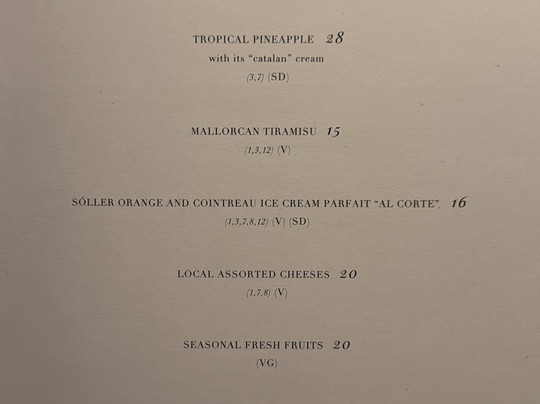 TROPICAL PINEAPPLE 28
with its “catalan” cream
(3,7) (SD)
MALLORCAN TIRAMISU 15
(1,3,12) (V)
SÓLLER ORANGE AND COINTREAU ICE CREAM PARFAIT “AL CORTE”. 16
(1,3,7,8,12) (V) (SD)
LOCAL ASSORTED CHEESES 20
(1,7,8) (V)
SEASONAL FRESH FRUITS 20
(VG)